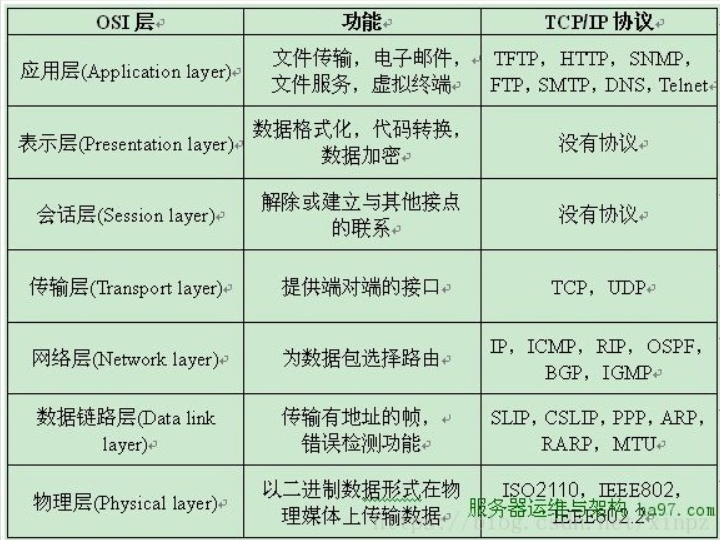 OSI 层 功能 TCP/IP 协议
应用层(Application layer) 文件传输，电子邮件， TFTP，HTTP，SNMP，
文件服务，虚拟终端 FTP，SMTP，DNS，Telnet
表示层(Presentation layer) 数据格式化，代码转换， 没有协议
数据加密
会话层(Session layer) 解除或建立与其他接点 没有协议
的联系
传输层(Transport layer) 提供端对端的接口 TCP，UDP
网络层(Network layer) 为数据包选择路由 IP，ICMP，RIP，OSPF，
BGP，IGMP
数据链路层(Data link 传输有地址的帧， SLIP，CSLIP，PPP，ARP，
layer) 错误检测功能 RARP，MTU
物理层(Physical layer) 以二进制数据形式在物 ISO2110，IEEE802，
理媒体上传输数据 IEEE802.2
服务器运维与架构 ha97.com